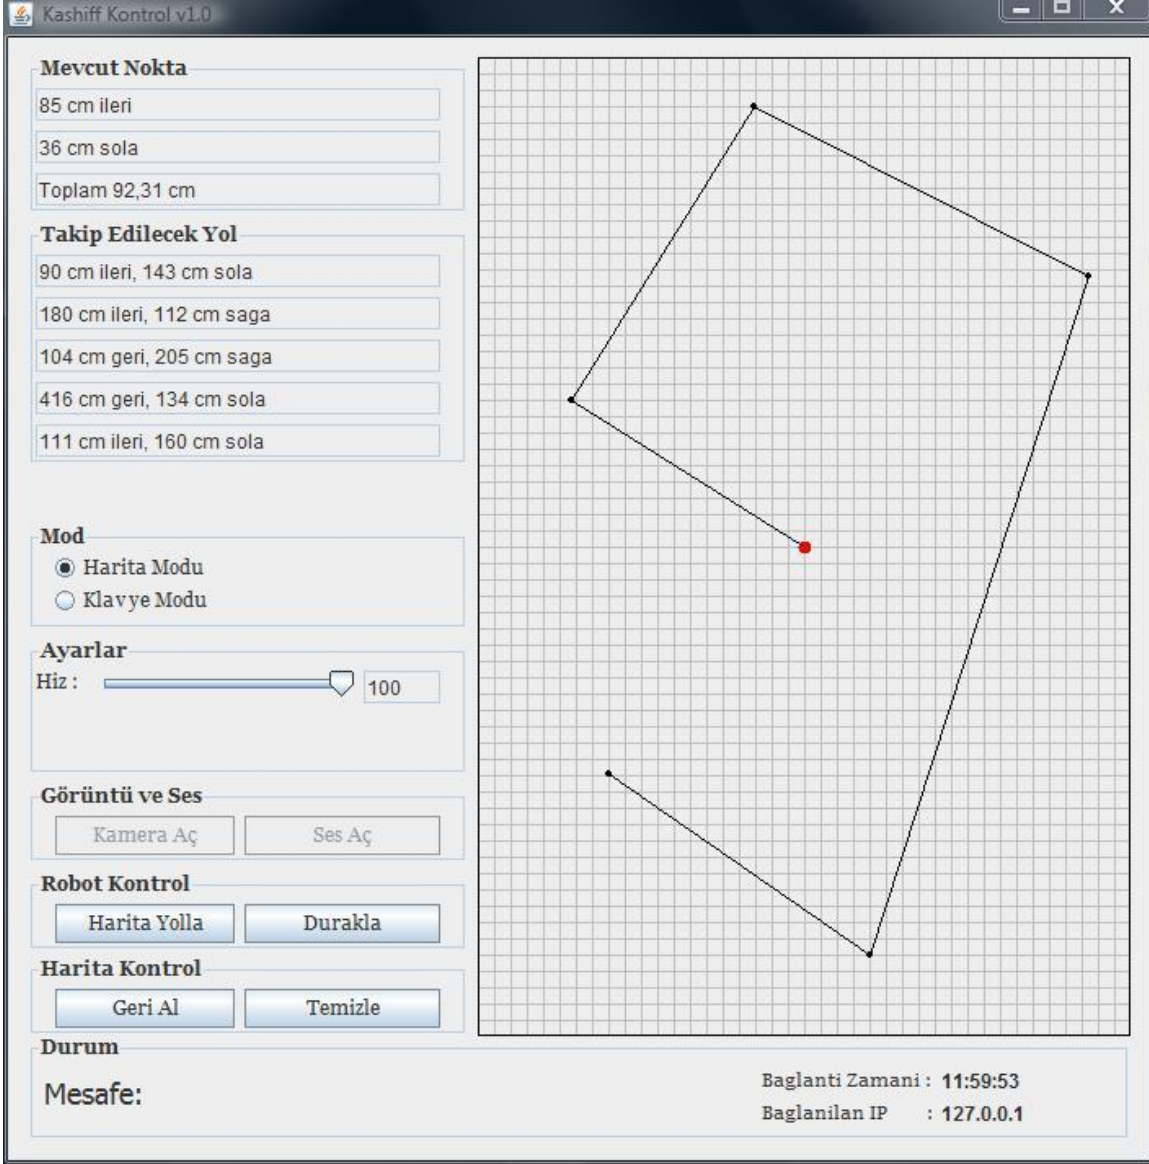 Kashiff Kontrol v1.0
Mevcut Nokta
85 cm ileri
36 cm sola
Toplam 92,31 cm
Takip Edilecek Yol
90 cm ileri, 143 cm sola
180 cm ileri, 112 cm saga
104 cm geri, 205 cm saga
416 cm geri, 134 cm sola
111 cm ileri, 160 cm sola
Mod
Harita Modu
Klavye Modu
Ayarlar
Hiz : 100
Görüntü ve Ses
Kamera Aç Ses Aç
Robot Kontrol
Harita Yolla Durakla
Harita Kontrol
Geri Al Temizle
Durum
Mesafe:
Baglanti Zamani : 11:59:53
Baglanilan IP : 127.0.0.1